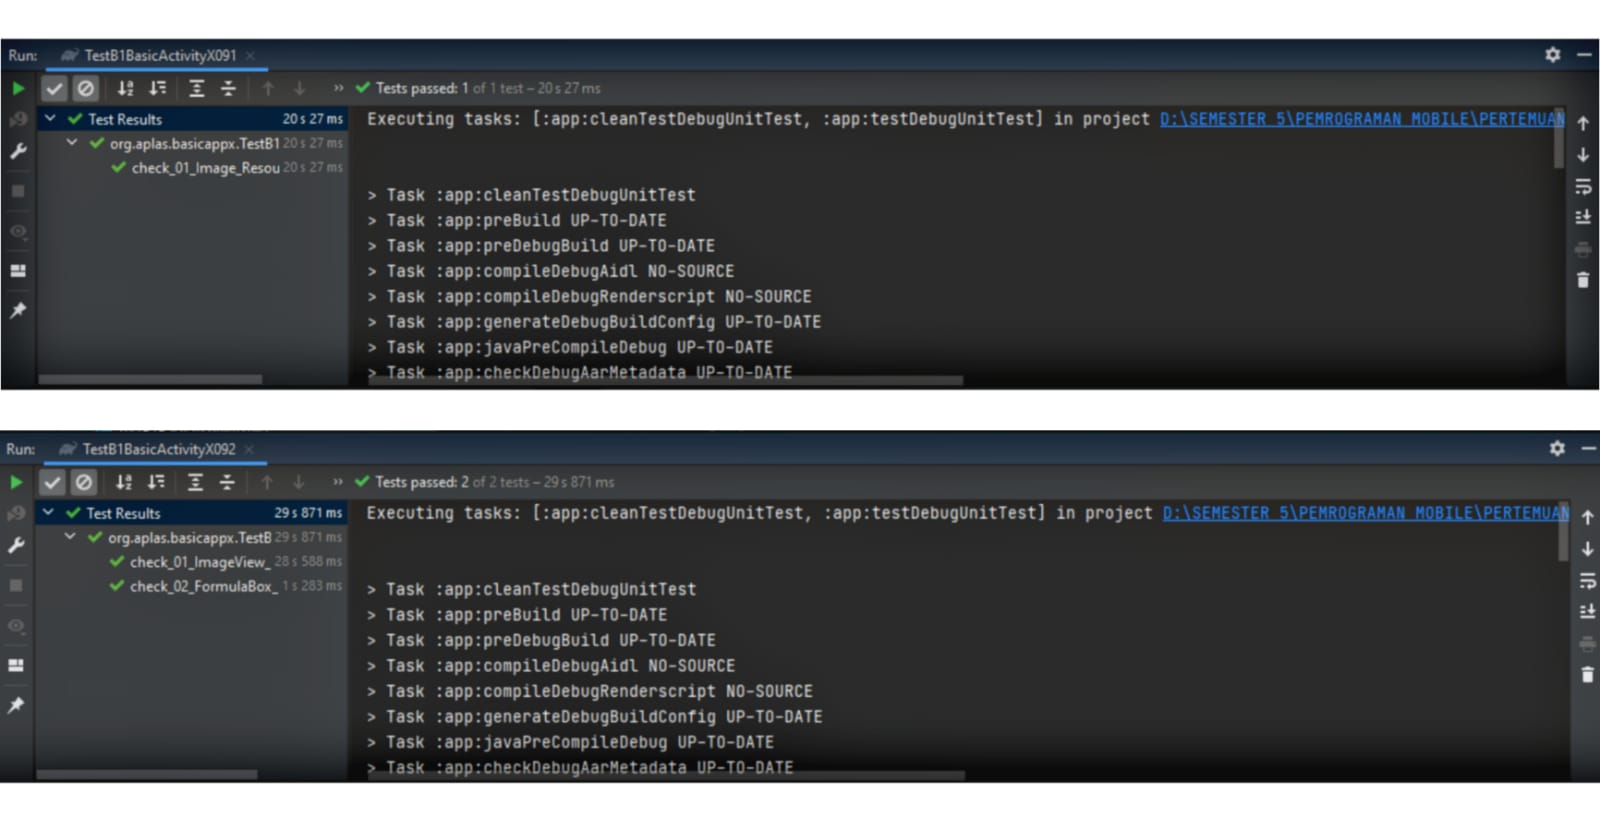 Run: TestB1BasicActivityX091
Tests passed: 1 of 1 test – 20 s 27 ms
Test Results 20 s 27 ms
org.aplas.basicappx.TestB1 20 s 27 ms
check_01_Image_Resou 20 s 27 ms
Executing tasks: [:app:cleanTestDebugUnitTest, :app:testDebugUnitTest] in project D:\SEMESTER 5\PEMROGRAMAN MOBILE\PERTEMUAN
> Task :app:cleanTestDebugUnitTest
> Task :app:preBuild UP-TO-DATE
> Task :app:preDebugBuild UP-TO-DATE
> Task :app:compileDebugAidl NO-SOURCE
> Task :app:compileDebugRenderscript NO-SOURCE
> Task :app:generateDebugBuildConfig UP-TO-DATE
> Task :app:javaPreCompileDebug UP-TO-DATE
> Task :app:checkDebugAarMetadata UP-TO-DATE
Run: TestB1BasicActivityX092
Tests passed: 2 of 2 tests – 29 s 871 ms
Test Results 29 s 871 ms
org.aplas.basicappx.TestB 29 s 871 ms
check_01_ImageView_ 28 s 588 ms
check_02_FormulaBox_ 1 s 283 ms
Executing tasks: [:app:cleanTestDebugUnitTest, :app:testDebugUnitTest] in project D:\SEMESTER 5\PEMROGRAMAN MOBILE\PERTEMUAN
> Task :app:cleanTestDebugUnitTest
> Task :app:preBuild UP-TO-DATE
> Task :app:preDebugBuild UP-TO-DATE
> Task :app:compileDebugAidl NO-SOURCE
> Task :app:compileDebugRenderscript NO-SOURCE
> Task :app:generateDebugBuildConfig UP-TO-DATE
> Task :app:javaPreCompileDebug UP-TO-DATE
> Task :app:checkDebugAarMetadata UP-TO-DATE